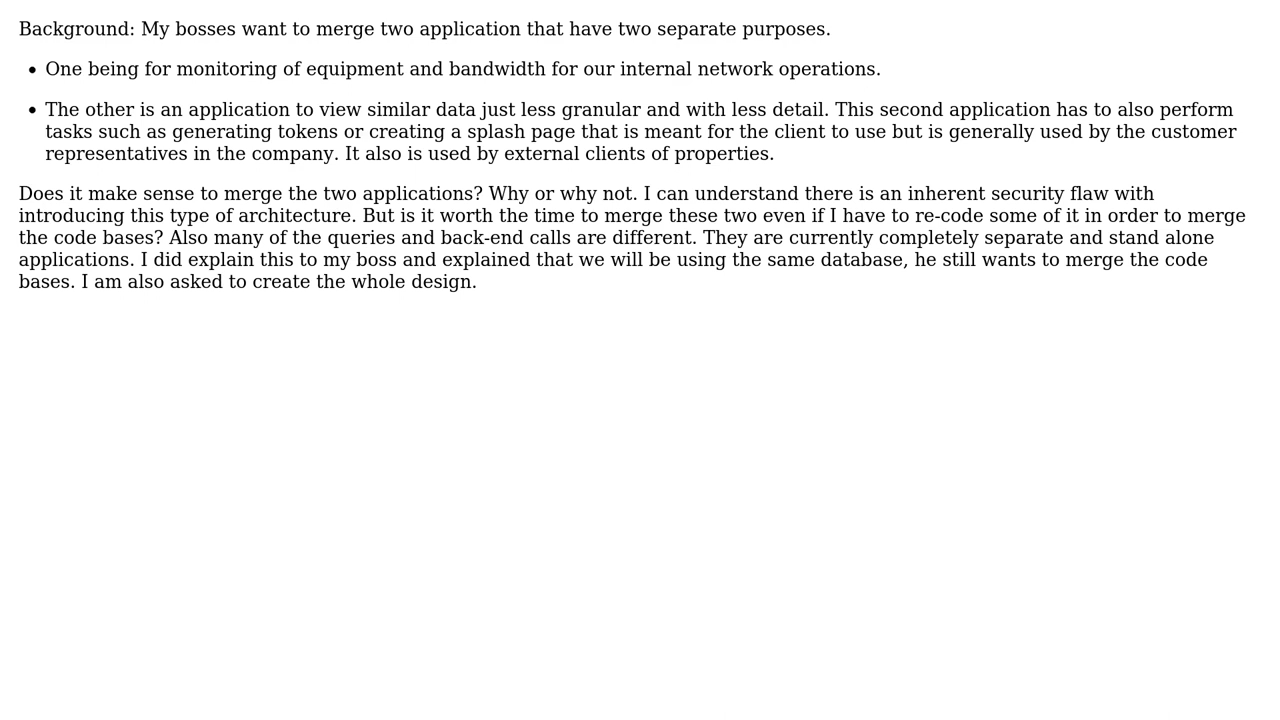 Background: My bosses want to merge two application that have two separate purposes.
• One being for monitoring of equipment and bandwidth for our internal network operations.
• The other is an application to view similar data just less granular and with less detail. This second application has to also perform
tasks such as generating tokens or creating a splash page that is meant for the client to use but is generally used by the customer
representatives in the company. It also is used by external clients of properties.
Does it make sense to merge the two applications? Why or why not. I can understand there is an inherent security flaw with
introducing this type of architecture. But is it worth the time to merge these two even if I have to re-code some of it in order to merge
the code bases? Also many of the queries and back-end calls are different. They are currently completely separate and stand alone
applications. I did explain this to my boss and explained that we will be using the same database, he still wants to merge the code
bases. I am also asked to create the whole design.